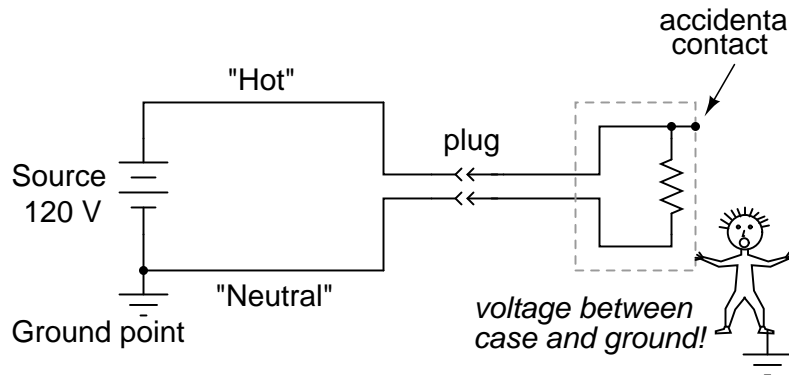 accidenta
contact
"Hot"
plug
Source
120 V
"Neutral"
Ground point
voltage between
case and ground!